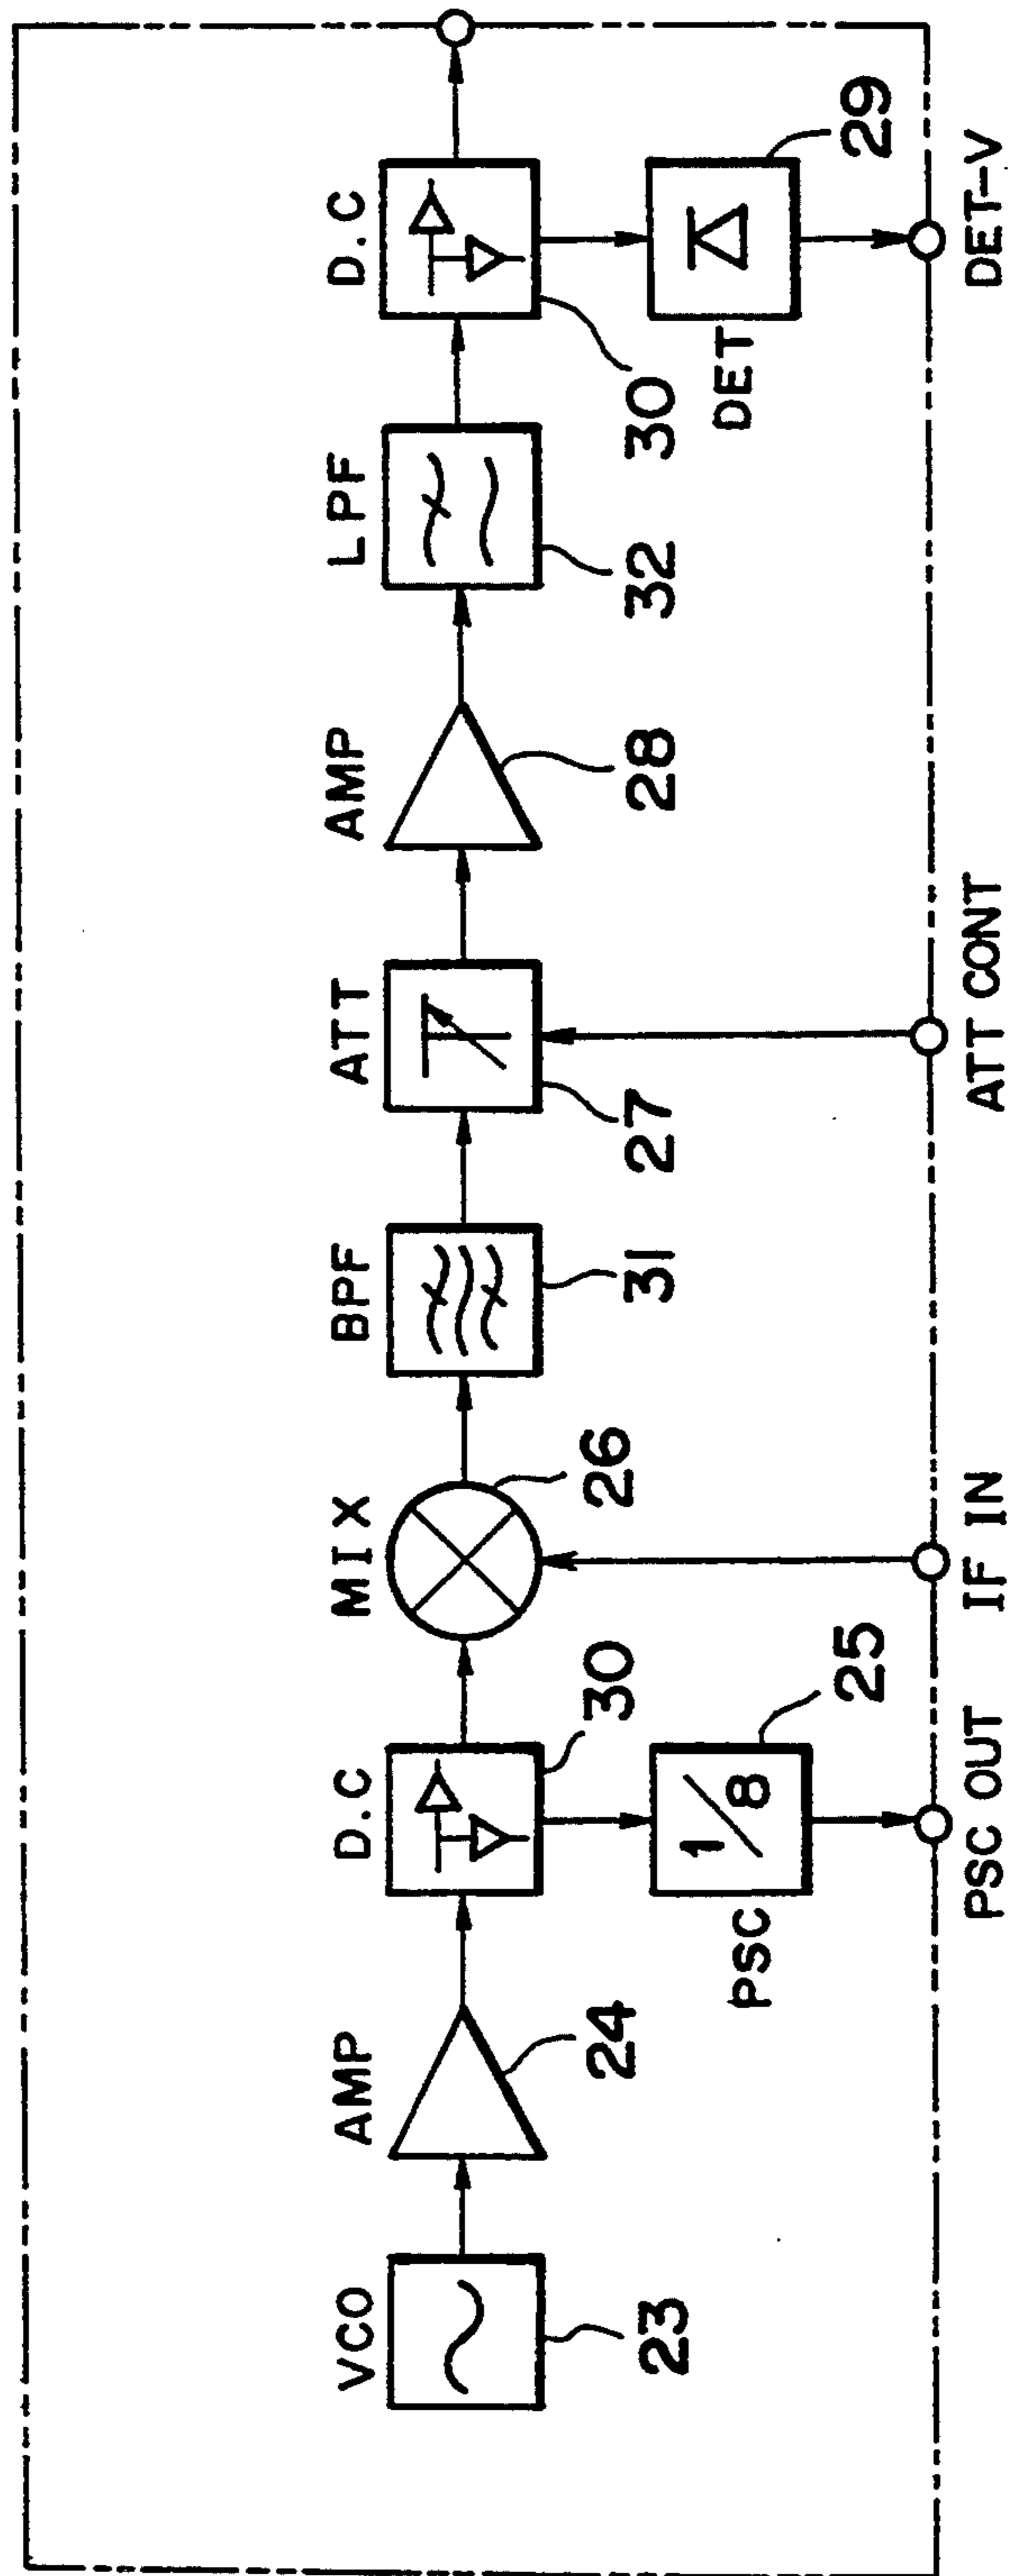 VCO
AMP
D.C
MIX
BPF
ATT
AMP
LPF
D.C
23
24
30
26
31
27
28
32
30
PSC
1/8
25
DET
29
PSC OUT
IF IN
ATT CONT
DET-V